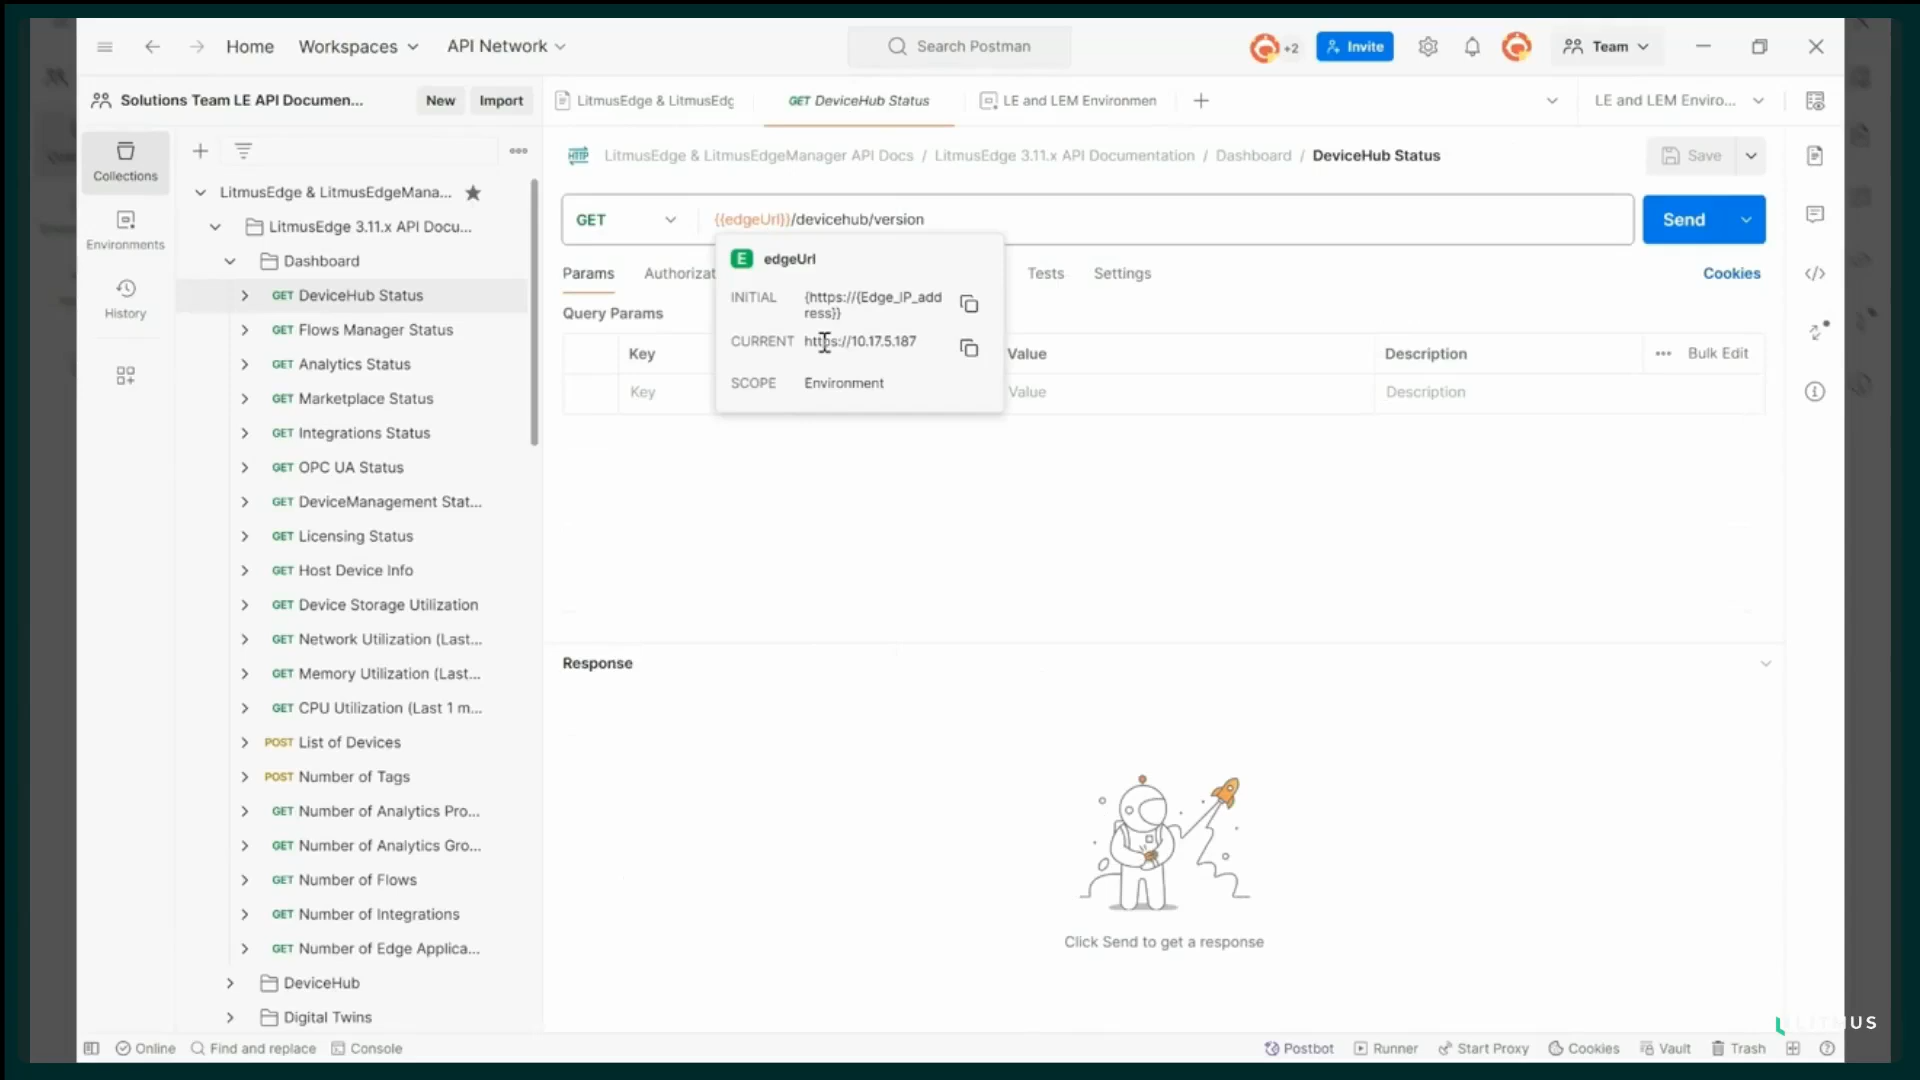 Home
Workspaces
API Network
Search Postman
+2
Invite
Team
Solutions Team LE API Documen...
New
Import
LitmusEdge & LitmusEdg
GET DeviceHub Status
LE and LEM Environmen
LE and LEM Enviro...
Collections
Environments
History
LitmusEdge & LitmusEdgeMana...
LitmusEdge 3.11.x API Docu...
Dashboard
GET DeviceHub Status
GET Flows Manager Status
GET Analytics Status
GET Marketplace Status
GET Integrations Status
GET OPC UA Status
GET DeviceManagement Stat...
GET Licensing Status
GET Host Device Info
GET Device Storage Utilization
GET Network Utilization (Last...
GET Memory Utilization (Last...
GET CPU Utilization (Last 1 m...
POST List of Devices
POST Number of Tags
GET Number of Analytics Pro...
GET Number of Analytics Gro...
GET Number of Flows
GET Number of Integrations
GET Number of Edge Applica...
DeviceHub
Digital Twins
HTTP LitmusEdge & LitmusEdgeManager API Docs / LitmusEdge 3.11.x API Documentation / Dashboard / DeviceHub Status
Save
GET
{{edgeUrl}}/devicehub/version
Send
Params
Authorizat
Tests
Settings
Cookies
E edgeUrl
INITIAL {https://{Edge_IP_add
ress}}
CURRENT https://10.17.5.187
SCOPE Environment
Query Params
Key
Value
Description
Bulk Edit
Key
Value
Description
Response
Click Send to get a response
LITMUS
Online
Find and replace
Console
Postbot
Runner
Start Proxy
Cookies
Vault
Trash